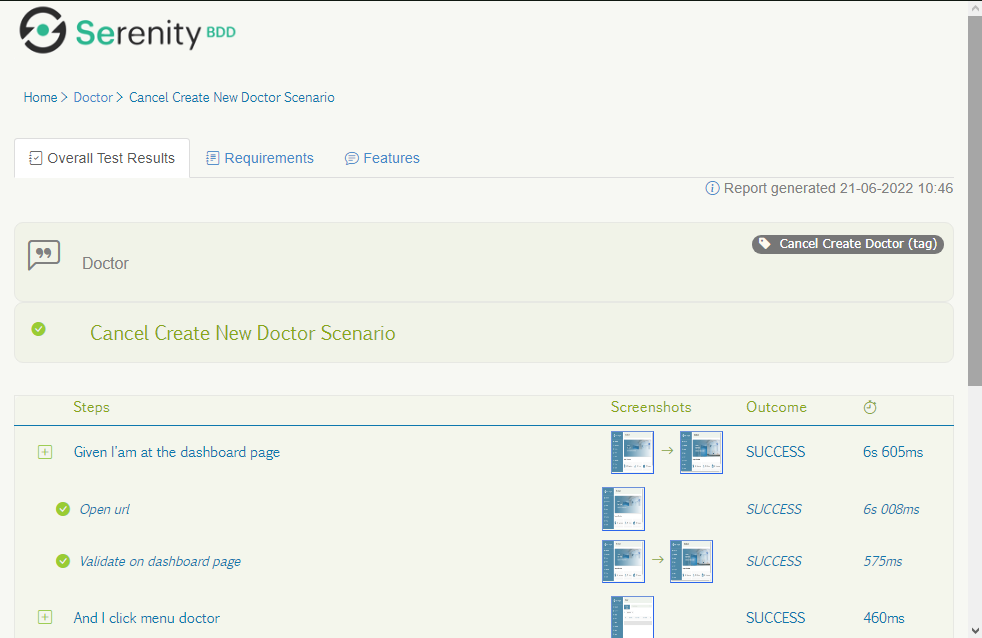 Serenity BDD
Home > Doctor > Cancel Create New Doctor Scenario
Overall Test Results Requirements Features
Report generated 21-06-2022 10:46
Cancel Create Doctor (tag)
Doctor
Cancel Create New Doctor Scenario
Steps Screenshots Outcome
Given I'am at the dashboard page SUCCESS 6s 605ms
Open url SUCCESS 6s 008ms
Validate on dashboard page SUCCESS 575ms
And I click menu doctor SUCCESS 460ms